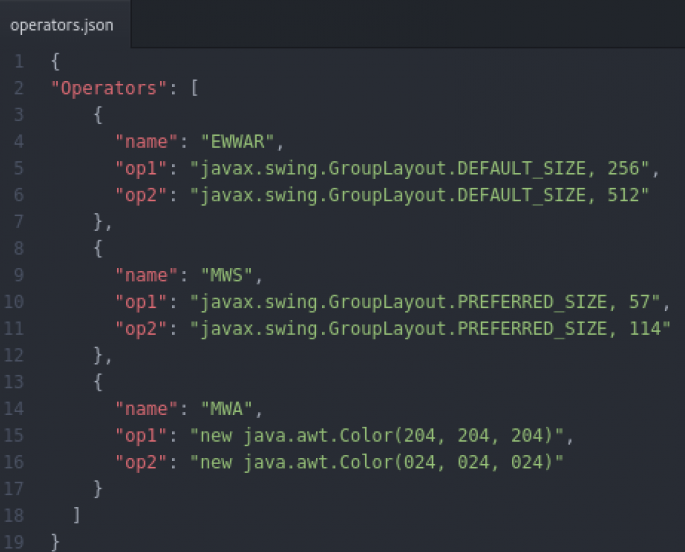 operators.json
1 {
2 "Operators": [
3 {
4 "name": "EWWAR",
5 "op1": "javax.swing.GroupLayout.DEFAULT_SIZE, 256",
6 "op2": "javax.swing.GroupLayout.DEFAULT_SIZE, 512"
7 },
8 {
9 "name": "MWS",
10 "op1": "javax.swing.GroupLayout.PREFERRED_SIZE, 57",
11 "op2": "javax.swing.GroupLayout.PREFERRED_SIZE, 114"
12 },
13 {
14 "name": "MWA",
15 "op1": "new java.awt.Color(204, 204, 204)",
16 "op2": "new java.awt.Color(024, 024, 024)"
17 }
18 ]
19 }